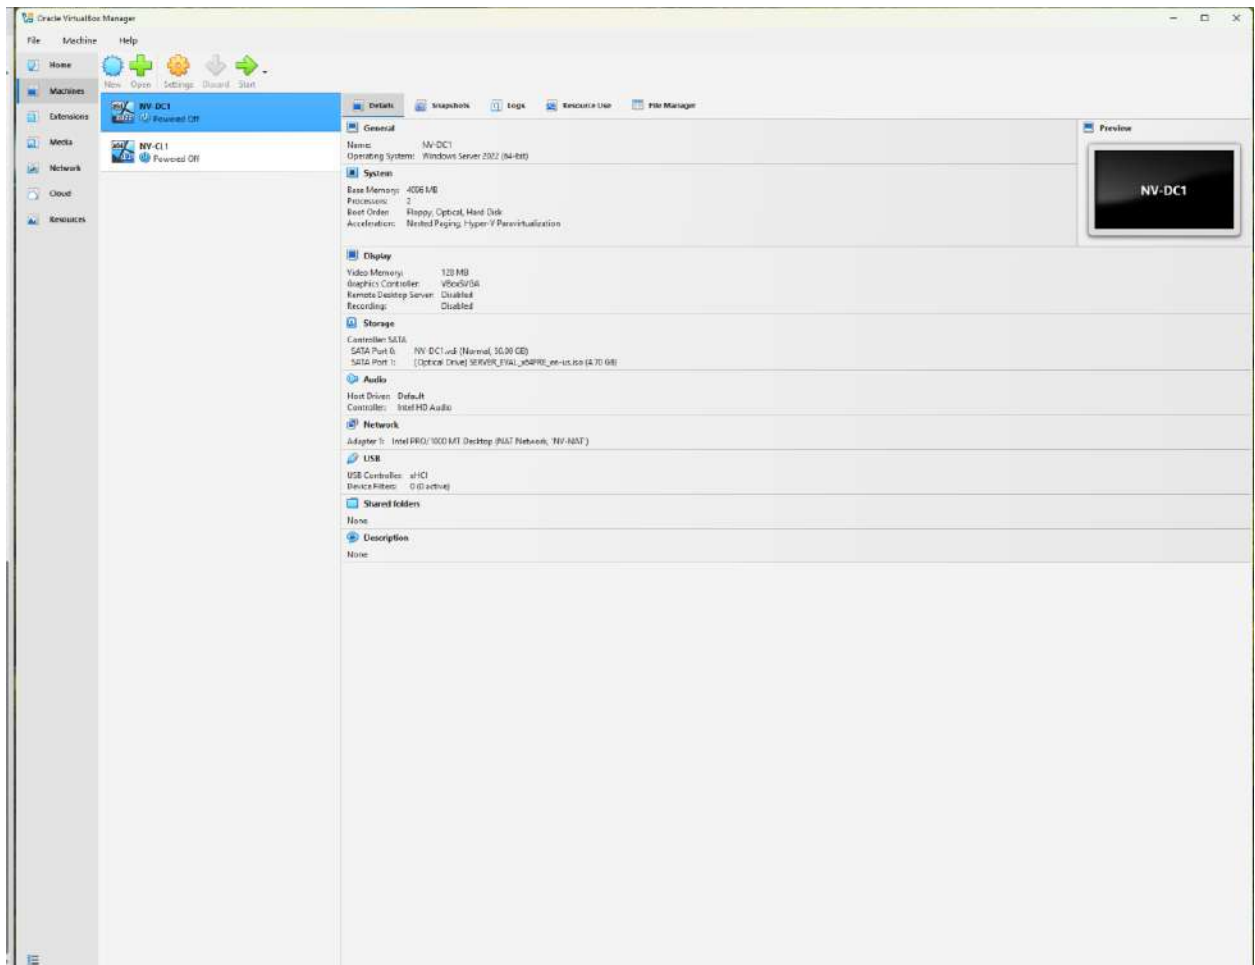 Oracle VirtualBox Manager
File Machine Help
Home
Machines
Extensions
Media
Network
Cloud
Resources
New Open Settings Discard Start
NV-DC1
Powered Off
NV-CL1
Powered Off
Details Snapshots Logs Resource Use File Manager
General
Name: NV-DC1
Operating System: Windows Server 2022 (64-bit)
System
Base Memory: 4096 MB
Processors: 2
Boot Order: Floppy, Optical, Hard Disk
Acceleration: Nested Paging, Hyper-V Paravirtualization
Display
Video Memory: 128 MB
Graphics Controller: VBoxSVGA
Remote Desktop Server: Disabled
Recording: Disabled
Storage
Controller: SATA
SATA Port 0: NV-DC1.vdi (Normal, 50.00 GB)
SATA Port 1: [Optical Drive] SERVER_EVAL_x64FRE_en-us.iso (4.70 GB)
Audio
Host Driver: Default
Controller: Intel HD Audio
Network
Adapter 1: Intel PRO/1000 MT Desktop (NAT Network, 'NV-NAT')
USB
USB Controller: xHCI
Device Filters: 0 (0 active)
Shared folders
None
Description
None
Preview
NV-DC1